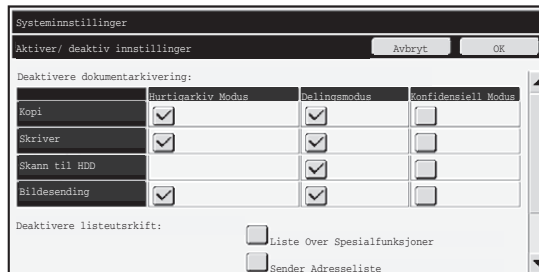 Systeminnstillinger
Aktiver/ deaktiv innstillinger Avbryt OK
Deaktivere dokumentarkivering:
Hurtigarkiv Modus Delingsmodus Konfidensiell Modus
Kopi
Skriver
Skann til HDD
Bildesending
Deaktivere listeutsrkift:
Liste Over Spesialfunksjoner
Sender Adresseliste